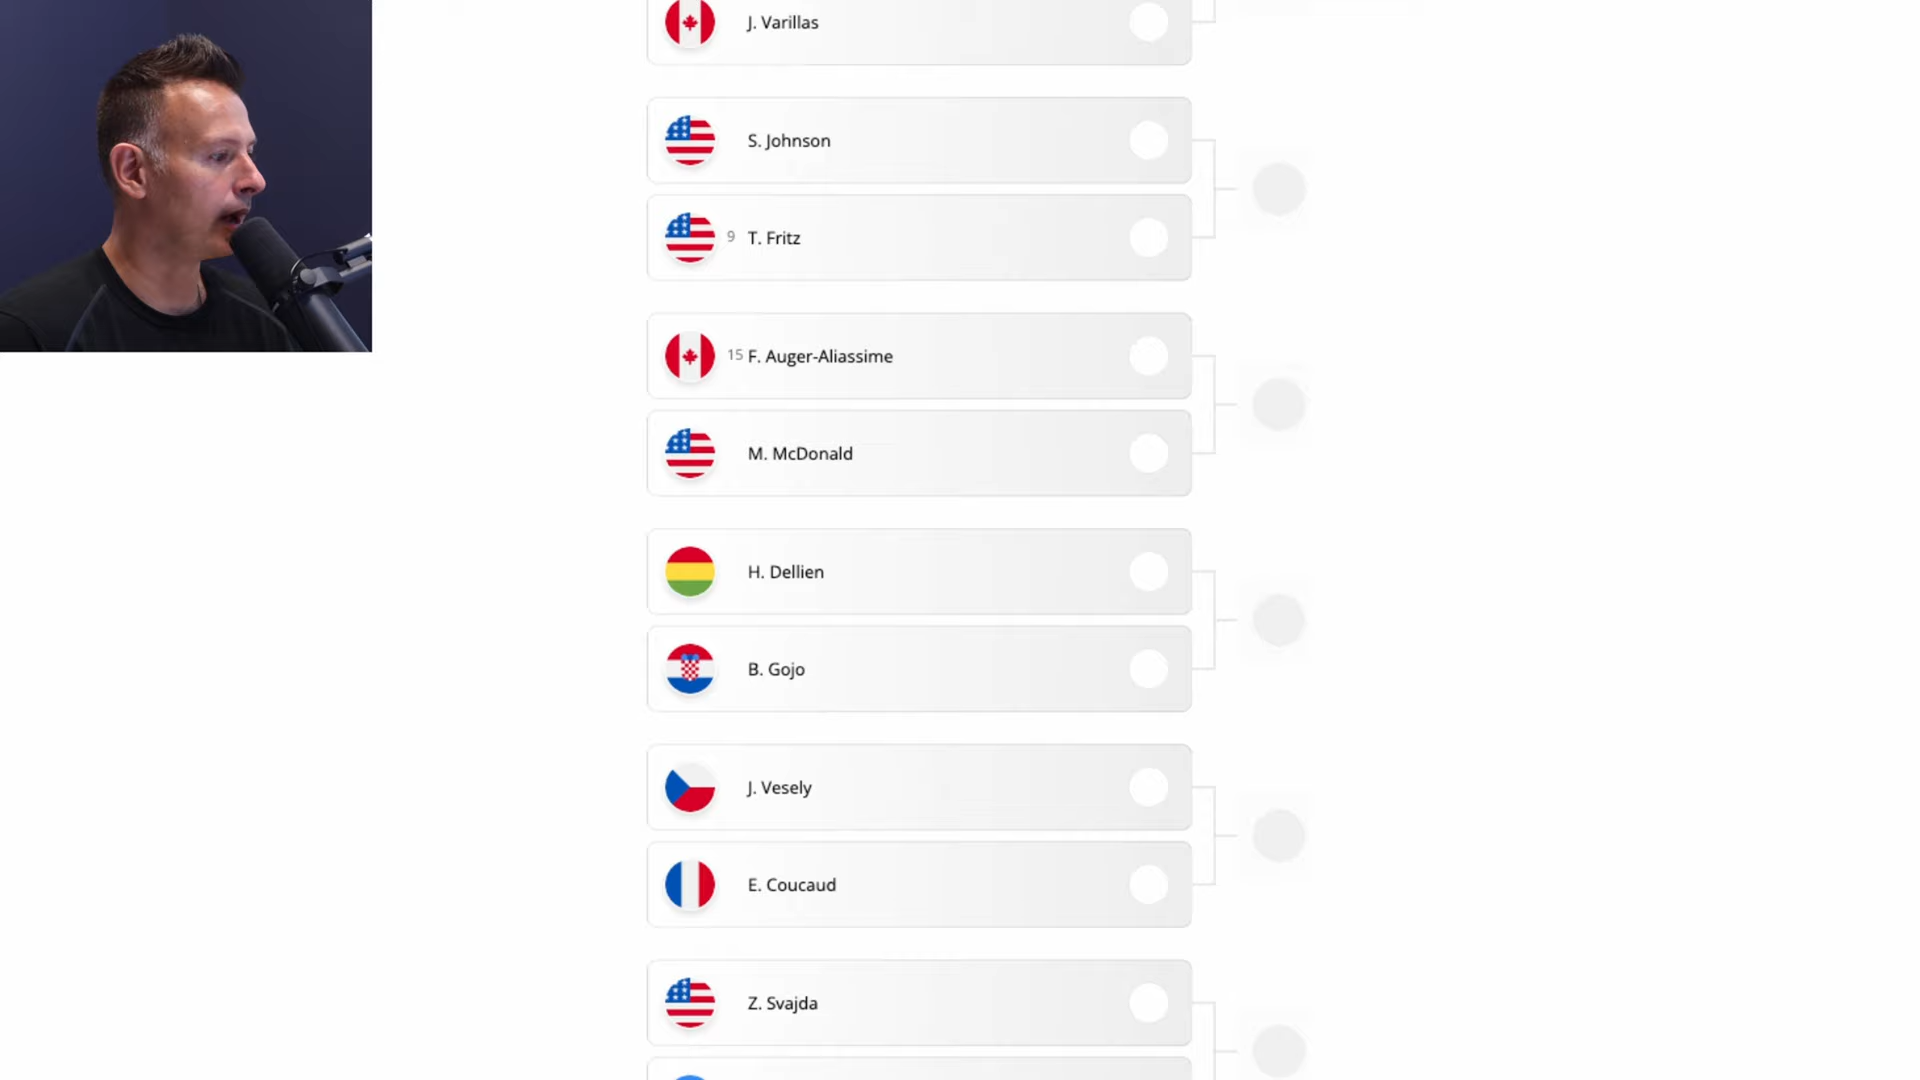 J. Varillas
S. Johnson
9 T. Fritz
15 F. Auger-Aliassime
M. McDonald
H. Dellien
B. Gojo
J. Vesely
E. Coucaud
Z. Svajda